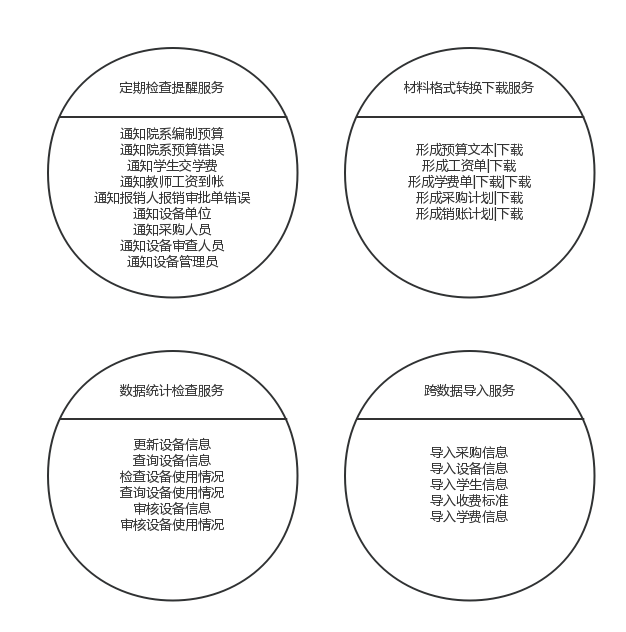 定期检查提醒服务
通知院系编制预算
通知院系预算错误
通知学生交学费
通知教师工资到帐
通知报销人报销审批单错误
通知设备单位
通知采购人员
通知设备审查人员
通知设备管理员
材料格式转换下载服务
形成预算文本|下载
形成工资单|下载
形成学费单|下载|下载
形成采购计划|下载
形成销账计划|下载
数据统计检查服务
更新设备信息
查询设备信息
检查设备使用情况
查询设备使用情况
审核设备信息
审核设备使用情况
跨数据导入服务
导入采购信息
导入设备信息
导入学生信息
导入收费标准
导入学费信息